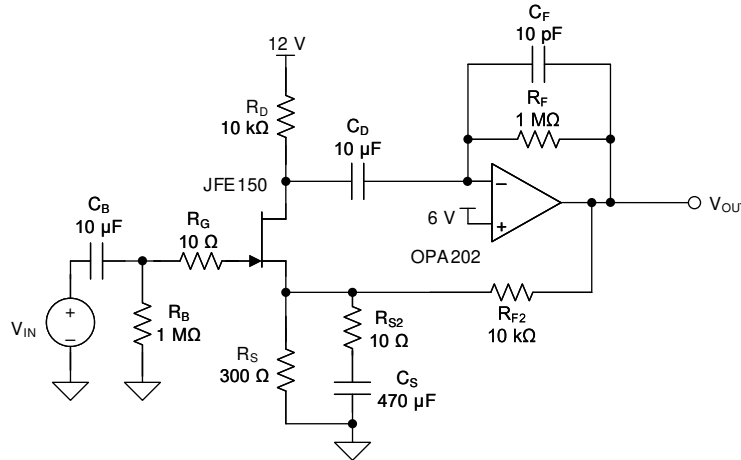 C_F
10 pF
12 V
R_F
1 MΩ
R_D
10 kΩ
C_D
10 µF
JFE150
C_B
10 µF
R_G
10 Ω
6 V
OPA202
V_OUT
V_IN
+
−
−
+
R_B
1 MΩ
R_S
300 Ω
R_S2
10 Ω
C_S
470 µF
R_F2
10 kΩ